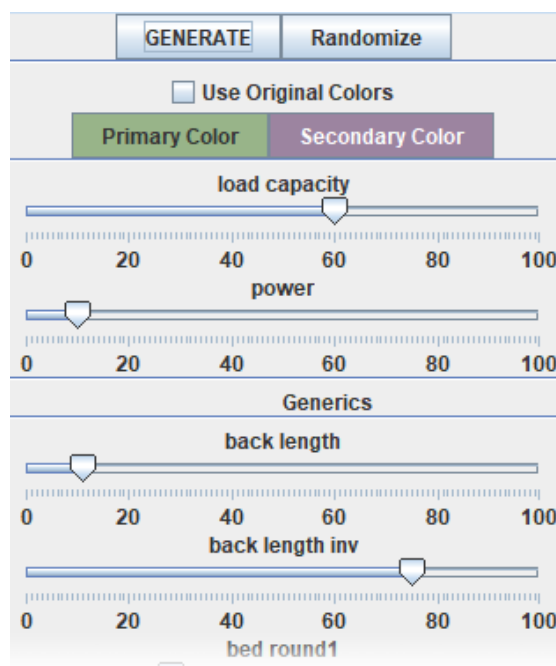 GENERATE Randomize
Use Original Colors
Primary Color Secondary Color
load capacity
0 20 40 60 80 100
power
0 20 40 60 80 100
Generics
back length
0 20 40 60 80 100
back length inv
0 20 40 60 80 100
bed round1